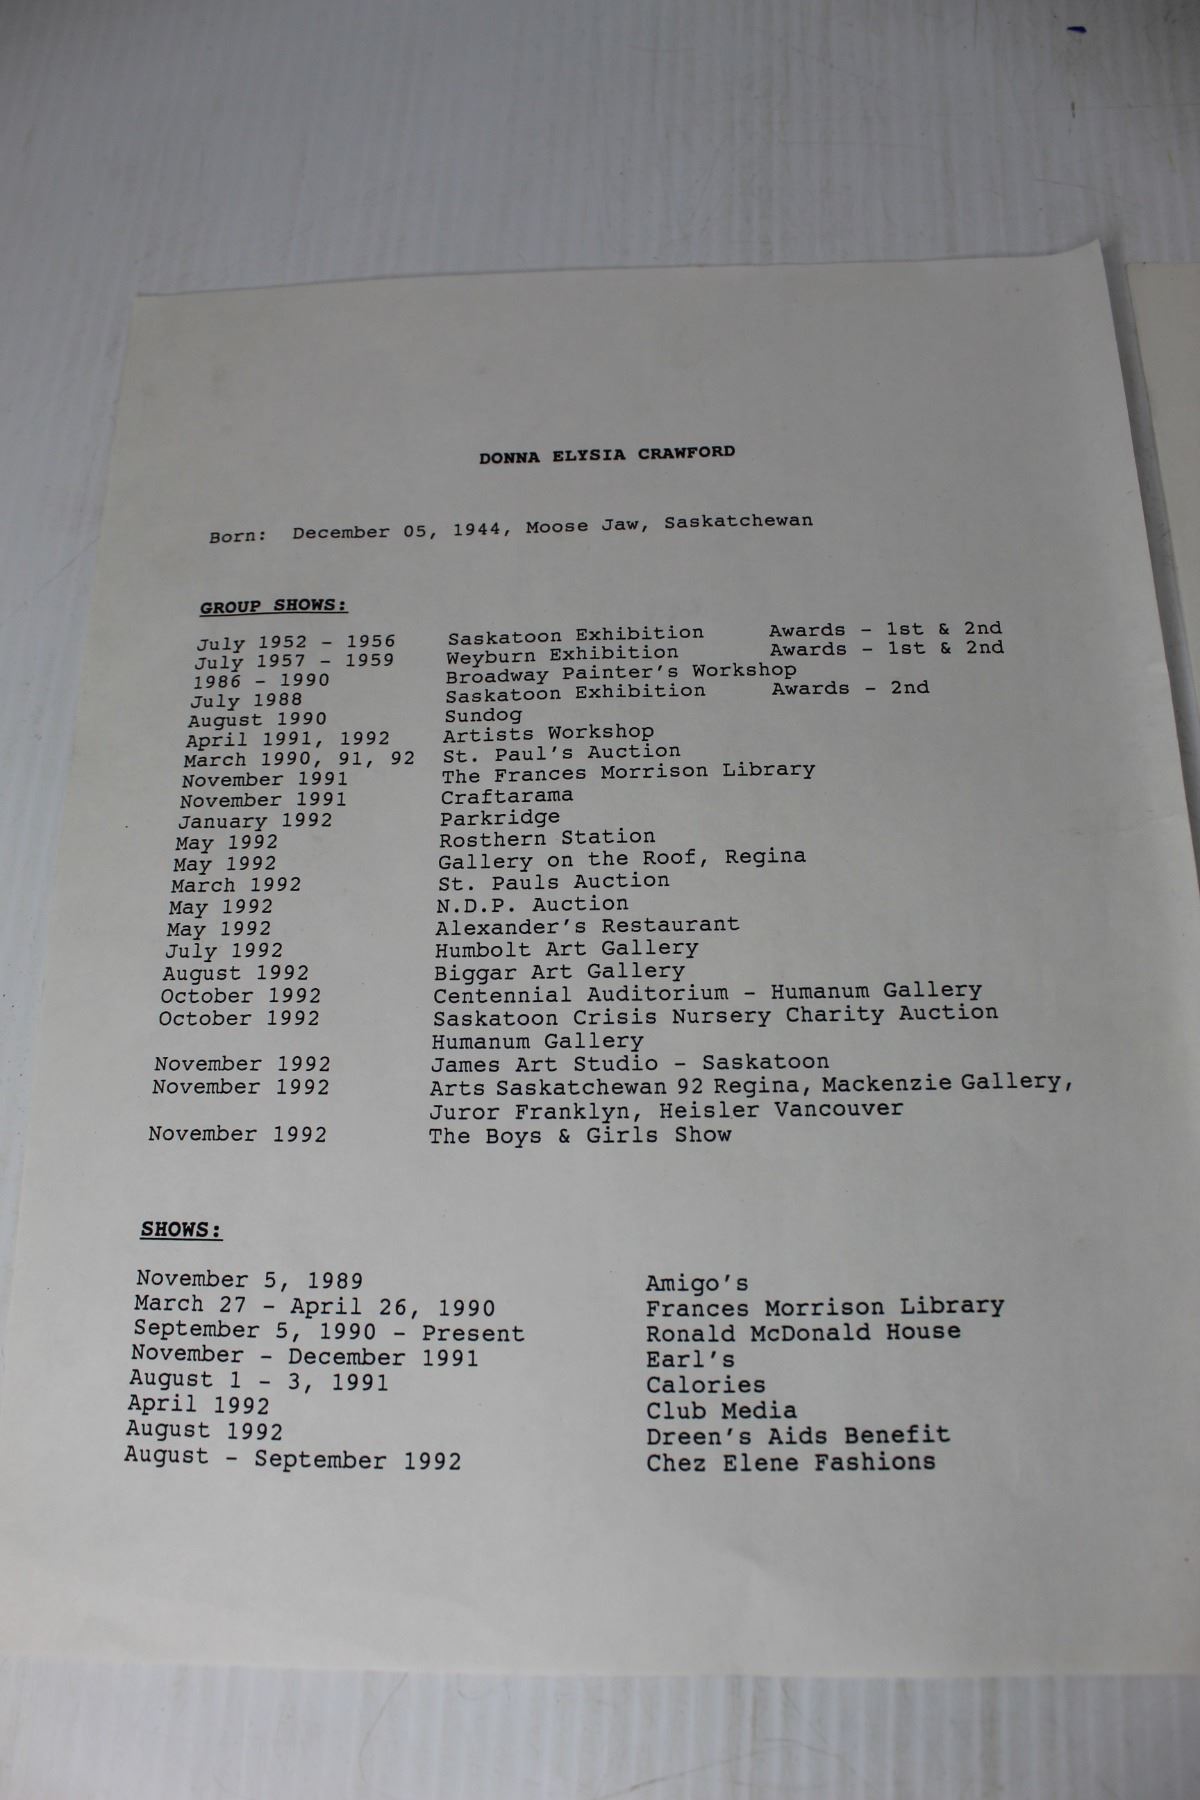 DONNA ELYSIA CRAWFORD
Born: December 05, 1944, Moose Jaw, Saskatchewan
GROUP SHOWS:
July 1952 - 1956 Saskatoon Exhibition Awards - 1st & 2nd
July 1957 - 1959 Weyburn Exhibition Awards - 1st & 2nd
1986 - 1990 Broadway Painter's Workshop
July 1988 Saskatoon Exhibition Awards - 2nd
August 1990 Sundog
April 1991, 1992 Artists Workshop
March 1990, 91, 92 St. Paul's Auction
November 1991 The Frances Morrison Library
November 1991 Craftarama
January 1992 Parkridge
May 1992 Rosthern Station
May 1992 Gallery on the Roof, Regina
March 1992 St. Pauls Auction
May 1992 N.D.P. Auction
May 1992 Alexander's Restaurant
July 1992 Humbolt Art Gallery
August 1992 Biggar Art Gallery
October 1992 Centennial Auditorium - Humanum Gallery
October 1992 Saskatoon Crisis Nursery Charity Auction
Humanum Gallery
November 1992 James Art Studio - Saskatoon
November 1992 Arts Saskatchewan 92 Regina, Mackenzie Gallery,
Juror Franklyn, Heisler Vancouver
November 1992 The Boys & Girls Show
SHOWS:
November 5, 1989 Amigo's
March 27 - April 26, 1990 Frances Morrison Library
September 5, 1990 - Present Ronald McDonald House
November - December 1991 Earl's
August 1 - 3, 1991 Calories
April 1992 Club Media
August 1992 Dreen's Aids Benefit
August - September 1992 Chez Elene Fashions